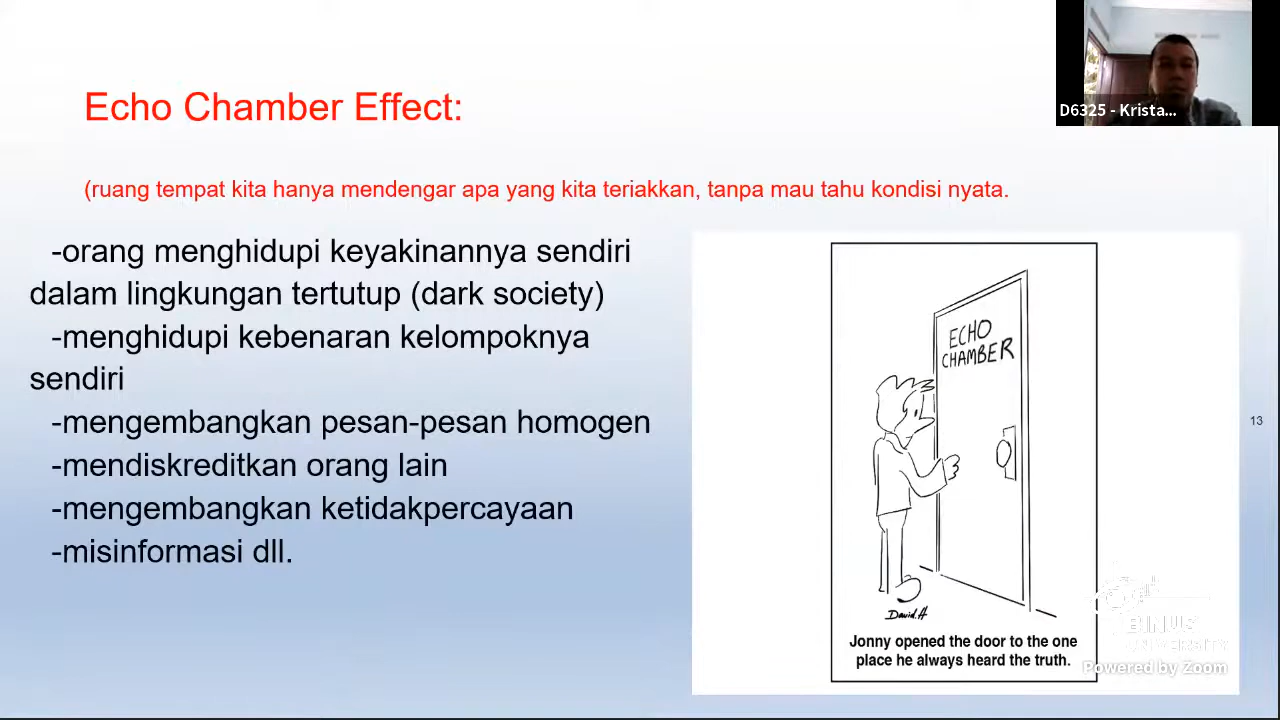 Echo Chamber Effect:
D6325 - Krista...
(ruang tempat kita hanya mendengar apa yang kita teriakkan, tanpa mau tahu kondisi nyata.
-orang menghidupi keyakinannya sendiri
dalam lingkungan tertutup (dark society)
-menghidupi kebenaran kelompoknya
sendiri
-mengembangkan pesan-pesan homogen
-mendiskreditkan orang lain
-mengembangkan ketidakpercayaan
-misinformasi dll.
ECHO
CHAMBER
David.H
Jonny opened the door to the one
place he always heard the truth.
13
BINUS
UNIVERSITY
Powered by Zoom